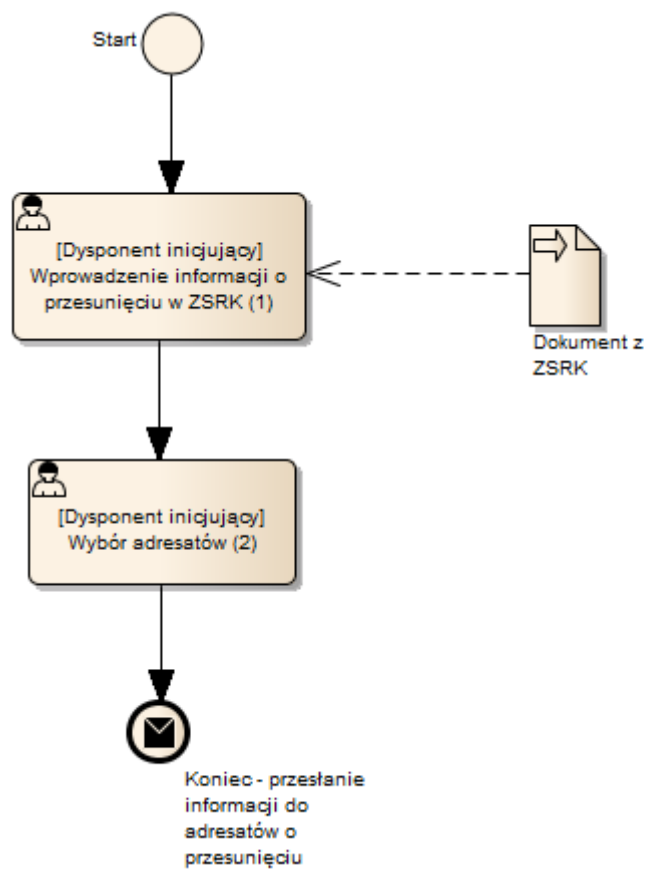 Start
[Dysponent inicjujący]
Wprowadzenie informacji o
przesunięciu w ZSRK (1)
Dokument z
ZSRK
[Dysponent inicjujący]
Wybór adresatów (2)
Koniec - przesłanie
informacji do
adresatów o
przesunięciu